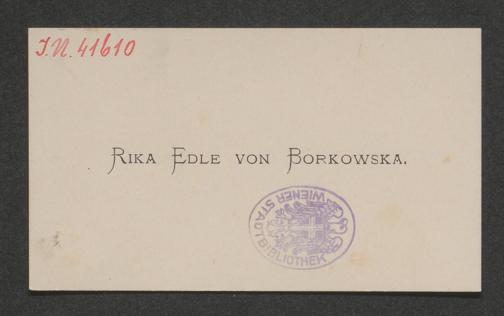 J.N. 41610
RIKA EDLE VON BORKOWSKA.
WIENER STADTBIBLIOTHEK